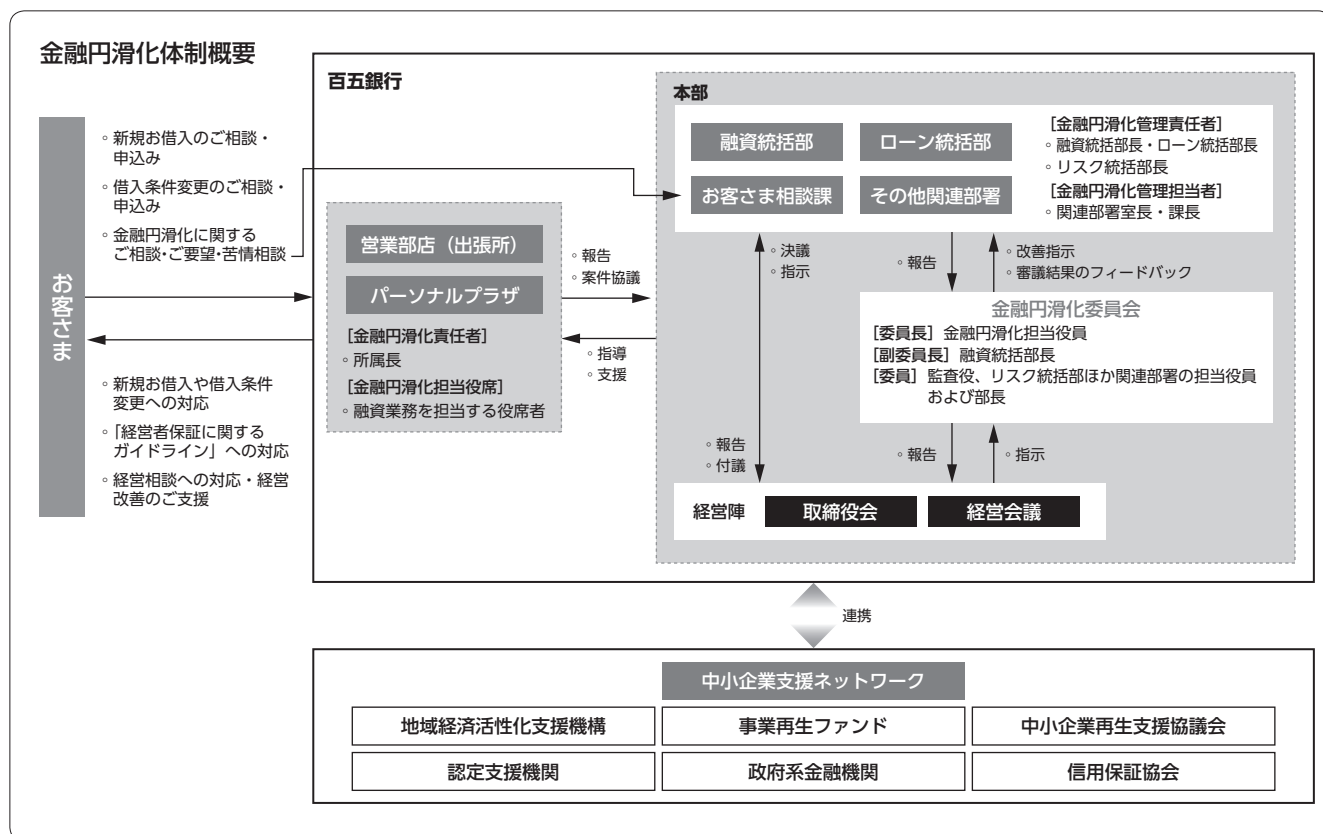 金融円滑化体制概要
百五銀行
お客さま
◦ 新規お借入のご相談・
申込み
◦ 借入条件変更のご相談・
申込み
◦ 金融円滑化に関する
ご相談・ご要望・苦情相談
◦ 新規お借入や借入条件
変更への対応
◦ 「経営者保証に関する
ガイドライン」への対応
◦ 経営相談への対応・経営
改善のご支援
営業部店（出張所）
パーソナルプラザ
［金融円滑化責任者］
◦ 所属長
［金融円滑化担当役席］
◦ 融資業務を担当する役席者
◦ 報告
◦ 案件協議
◦ 指導
◦ 支援
本部
融資統括部
ローン統括部
お客さま相談課
その他関連部署
［金融円滑化管理責任者］
◦ 融資統括部長・ローン統括部長
◦ リスク統括部長
［金融円滑化管理担当者］
◦ 関連部署室長・課長
◦ 決議
◦ 指示
◦ 報告
◦ 改善指示
◦ 審議結果のフィードバック
金融円滑化委員会
［委員長］金融円滑化担当役員
［副委員長］融資統括部長
［委員］監査役、リスク統括部ほか関連部署の担当役員
および部長
◦ 報告
◦ 付議
◦ 報告
◦ 指示
経営陣
取締役会
経営会議
連携
中小企業支援ネットワーク
地域経済活性化支援機構
事業再生ファンド
中小企業再生支援協議会
認定支援機関
政府系金融機関
信用保証協会